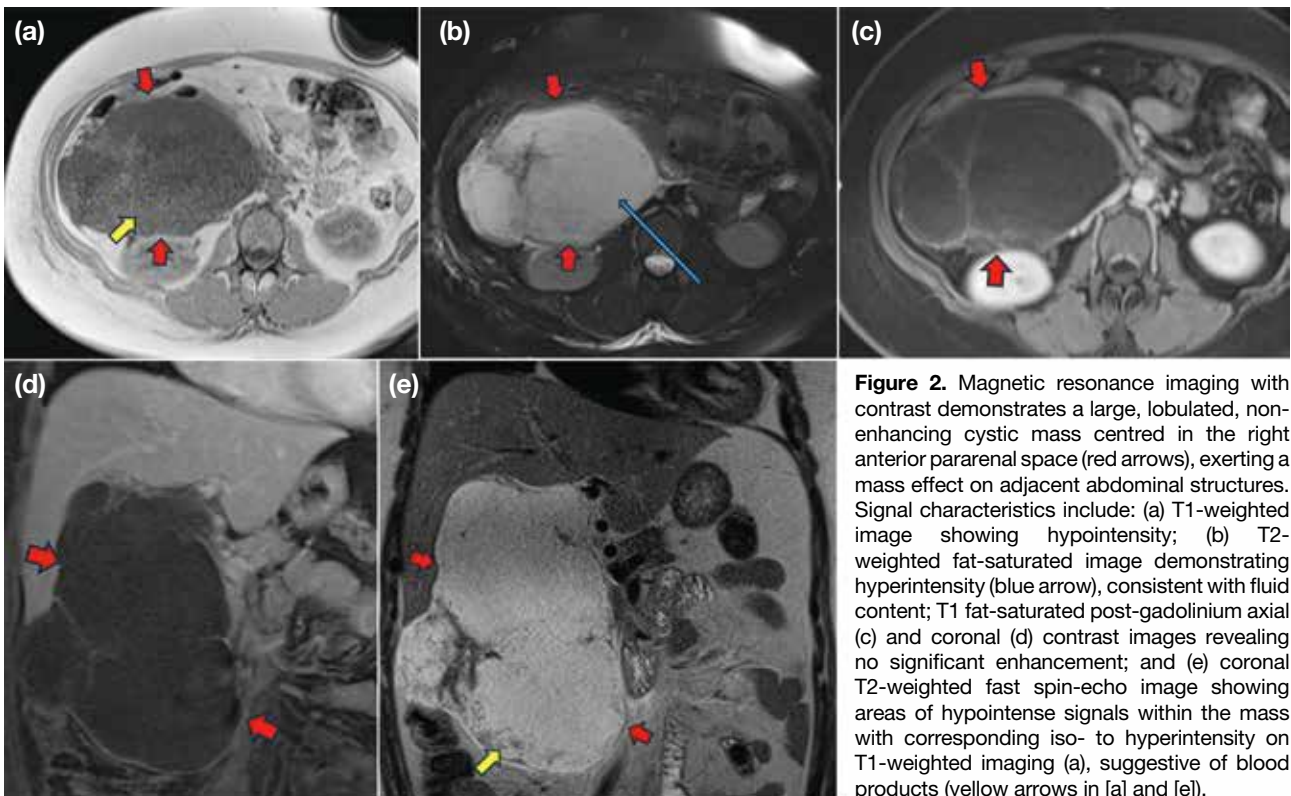 (a)
(b)
(c)
(d)
(e)
Figure 2. Magnetic resonance imaging with
contrast demonstrates a large, lobulated, non-
enhancing cystic mass centred in the right
anterior pararenal space (red arrows), exerting a
mass effect on adjacent abdominal structures.
Signal characteristics include: (a) T1-weighted
image showing hypointensity; (b) T2-
weighted fat-saturated image demonstrating
hyperintensity (blue arrow), consistent with fluid
content; T1 fat-saturated post-gadolinium axial
(c) and coronal (d) contrast images revealing
no significant enhancement; and (e) coronal
T2-weighted fast spin-echo image showing
areas of hypointense signals within the mass
with corresponding iso- to hyperintensity on
T1-weighted imaging (a), suggestive of blood
products (yellow arrows in [a] and [e]).